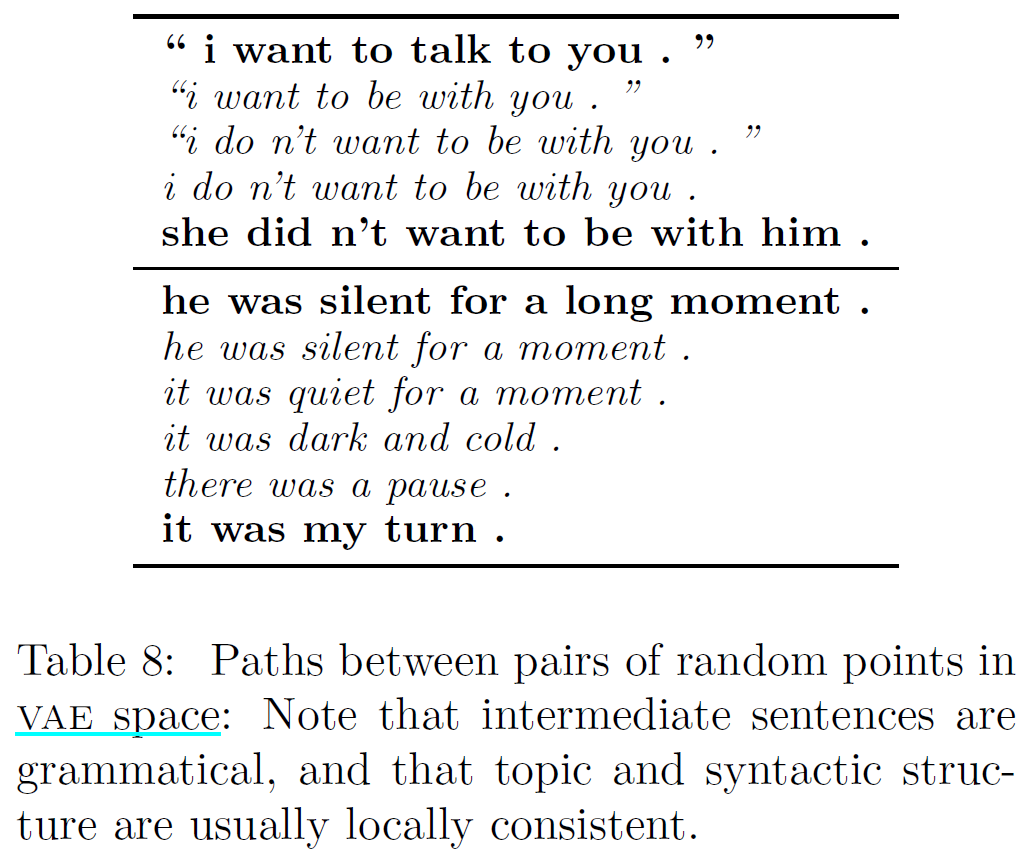 “ i want to talk to you . ”
“i want to be with you . ”
“i do n’t want to be with you . ”
i do n’t want to be with you .
she did n’t want to be with him .
he was silent for a long moment .
he was silent for a moment .
it was quiet for a moment .
it was dark and cold .
there was a pause .
it was my turn .
Table 8: Paths between pairs of random points in
VAE space: Note that intermediate sentences are
grammatical, and that topic and syntactic struc-
ture are usually locally consistent.